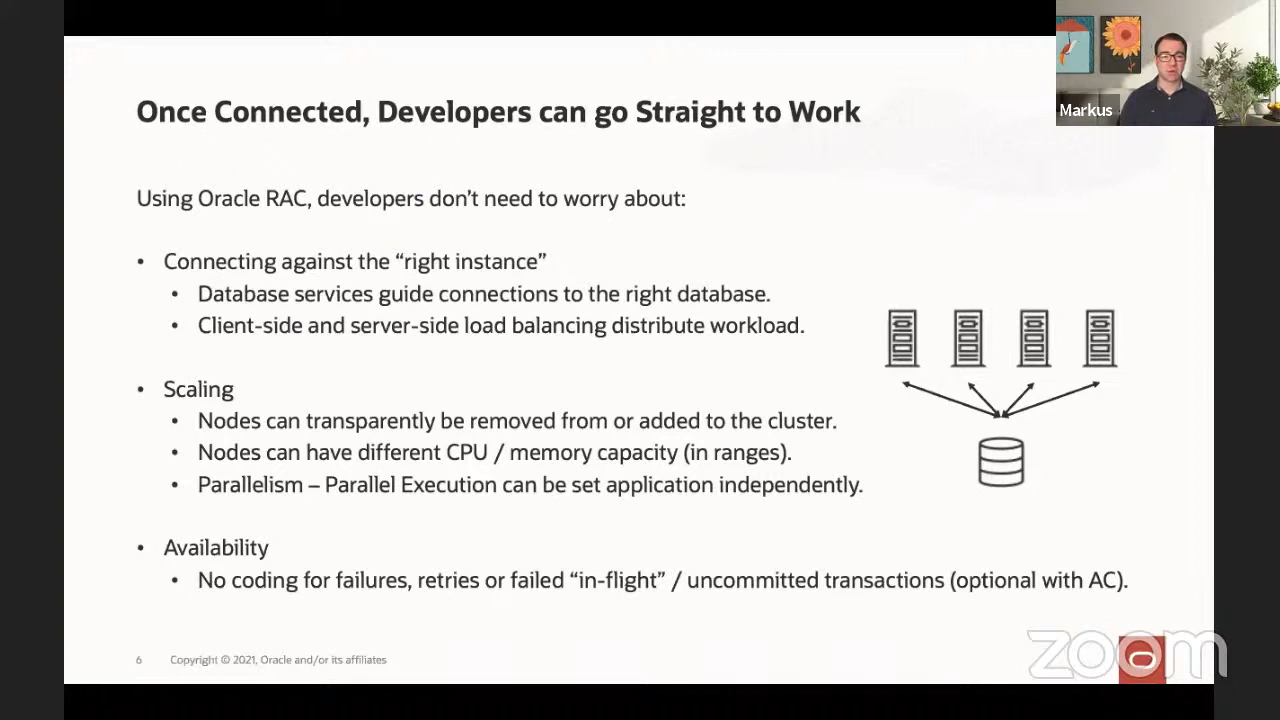 Markus
Once Connected, Developers can go Straight to Work
Using Oracle RAC, developers don't need to worry about:
• Connecting against the “right instance”
• Database services guide connections to the right database.
• Client-side and server-side load balancing distribute workload.
• Scaling
• Nodes can transparently be removed from or added to the cluster.
• Nodes can have different CPU / memory capacity (in ranges).
• Parallelism – Parallel Execution can be set application independently.
• Availability
• No coding for failures, retries or failed “in-flight” / uncommitted transactions (optional with AC).
6 Copyright © 2021, Oracle and/or its affiliates
zoom